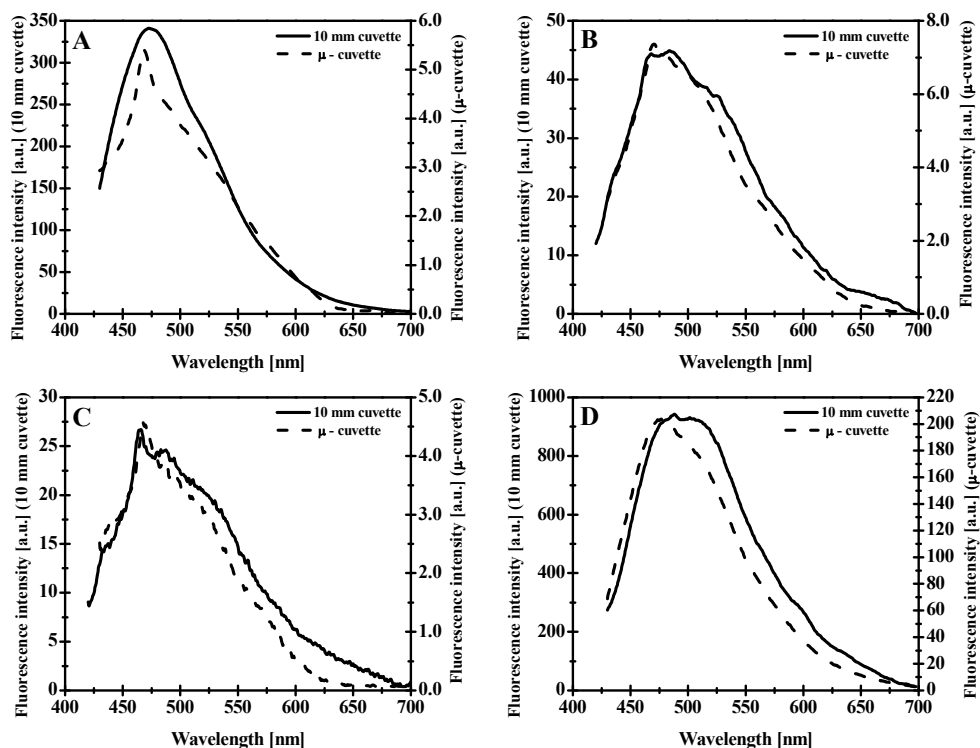 A
10 mm cuvette
μ - cuvette
Fluorescence intensity [a.u.] (10 mm cuvette)
350
300
250
200
150
100
50
0
6.0
5.0
4.0
3.0
2.0
1.0
0.0
Fluorescence intensity [a.u.] (μ-cuvette)
400 450 500 550 600 650 700
Wavelength [nm]
B
10 mm cuvette
μ - cuvette
Fluorescence intensity [a.u.] (10 mm cuvette)
50
40
30
20
10
0
8.0
6.0
4.0
2.0
0.0
Fluorescence intensity [a.u.] (μ-cuvette)
400 450 500 550 600 650 700
Wavelength [nm]
C
10 mm cuvette
μ - cuvette
Fluorescence intensity [a.u.] (10 mm cuvette)
30
25
20
15
10
5
0
5.0
4.0
3.0
2.0
1.0
0.0
Fluorescence intensity [a.u.] (μ-cuvette)
400 450 500 550 600 650 700
Wavelength [nm]
D
10 mm cuvette
μ - cuvette
Fluorescence intensity [a.u.] (10 mm cuvette)
1000
800
600
400
200
0
220
200
180
160
140
120
100
80
60
40
20
0
Fluorescence intensity [a.u.] (μ-cuvette)
400 450 500 550 600 650 700
Wavelength [nm]